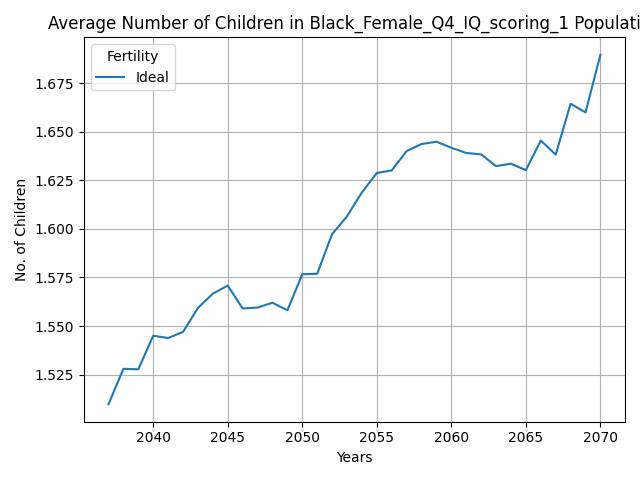 Average Number of Children in Black_Female_Q4_IQ_scoring_1 Populati
Fertility
Ideal
No. of Children
1.675
1.650
1.625
1.600
1.575
1.550
1.525
2040 2045 2050 2055 2060 2065 2070
Years